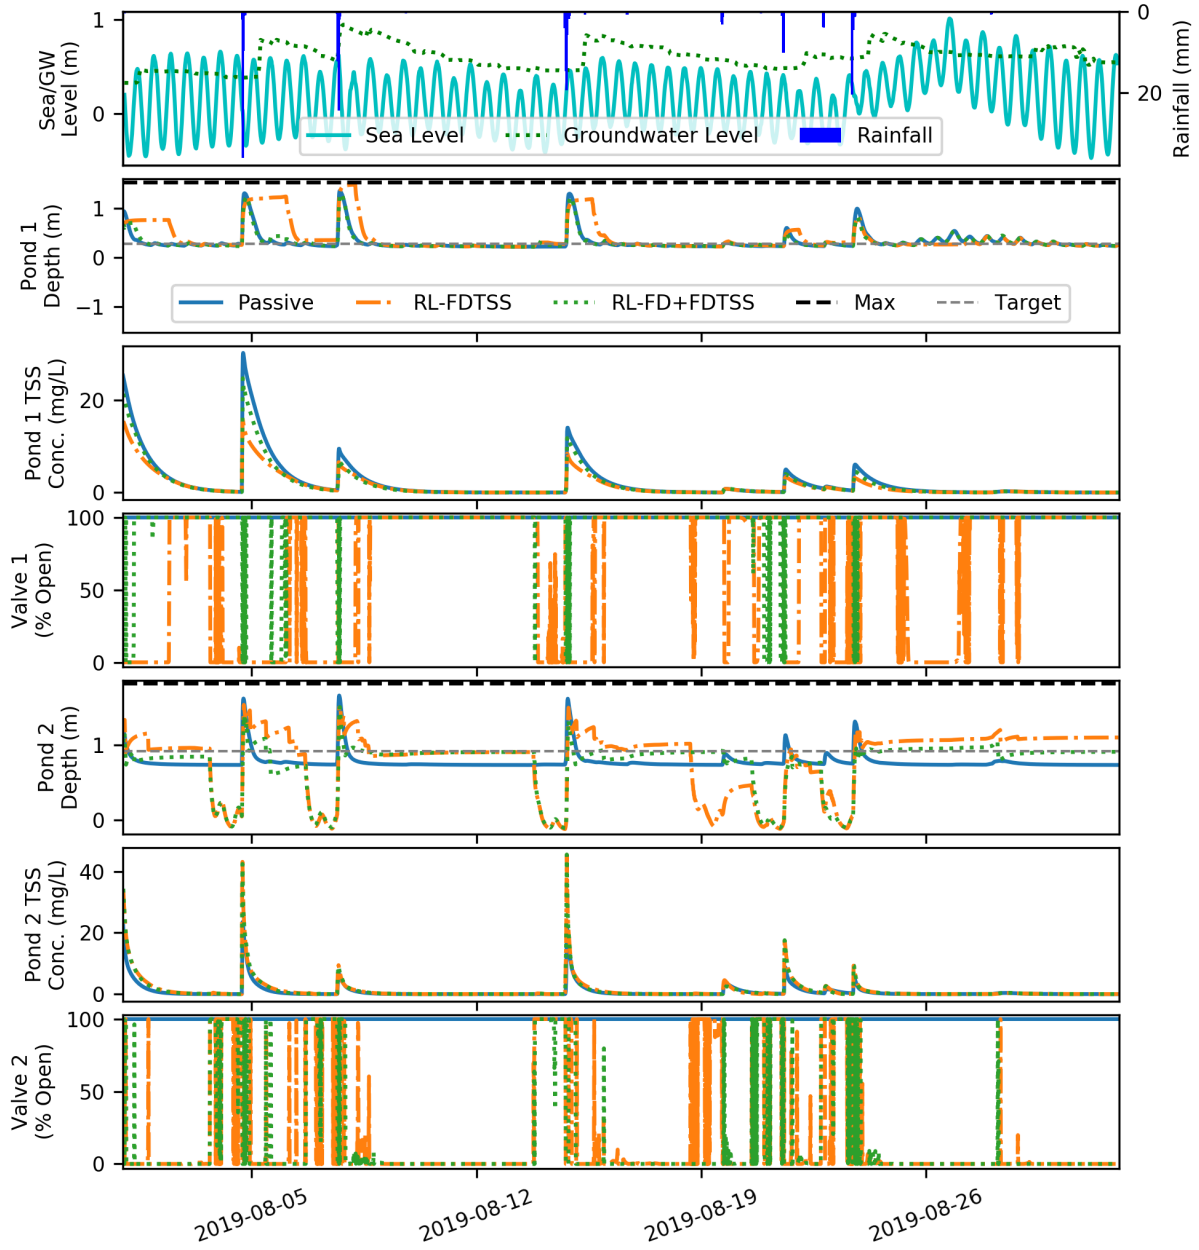 Sea/GW
Level (m)
1
0
0
20
Rainfall (mm)
Sea Level
Groundwater Level
Rainfall
Pond 1
Depth (m)
1
0
−1
Passive
RL-FDTSS
RL-FD+FDTSS
Max
Target
Pond 1 TSS
Conc. (mg/L)
20
0
Valve 1
(% Open)
100
50
0
Pond 2
Depth (m)
1
0
Pond 2 TSS
Conc. (mg/L)
40
20
0
Valve 2
(% Open)
100
50
0
2019-08-05
2019-08-12
2019-08-19
2019-08-26